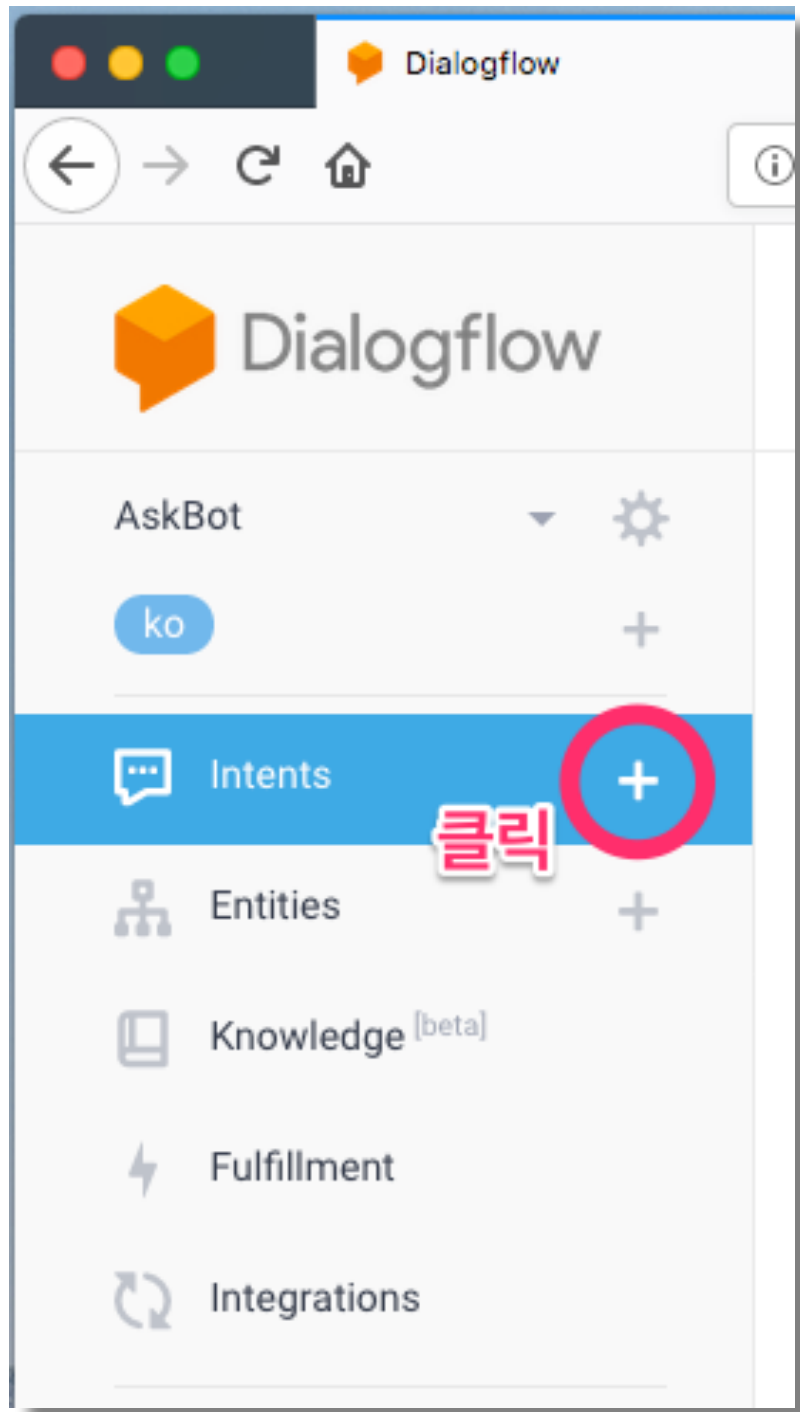 Dialogflow
Dialogflow
AskBot
ko
Intents
클릭
Entities
Knowledge [beta]
Fulfillment
Integrations